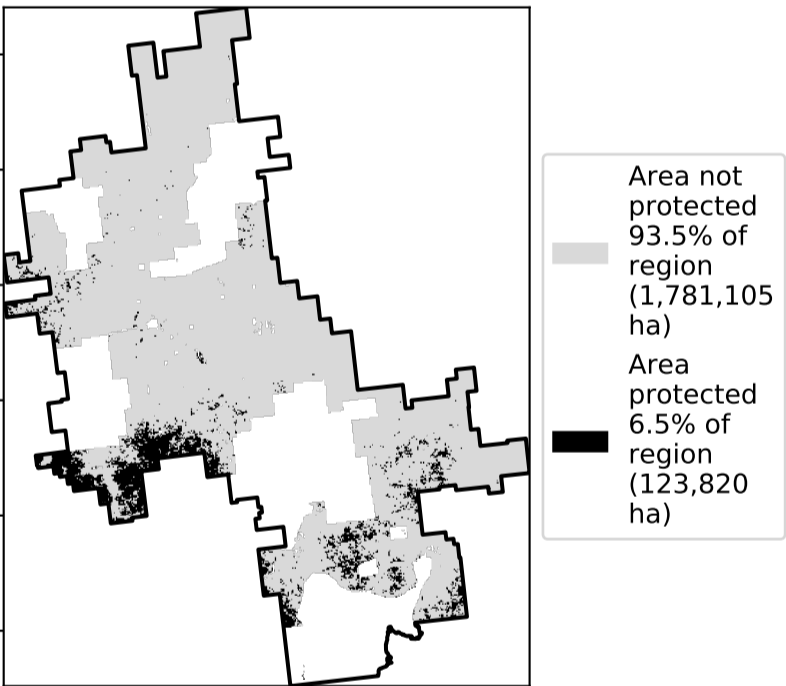 Area not
protected
93.5% of
region
(1,781,105
ha)
Area
protected
6.5% of
region
(123,820
ha)